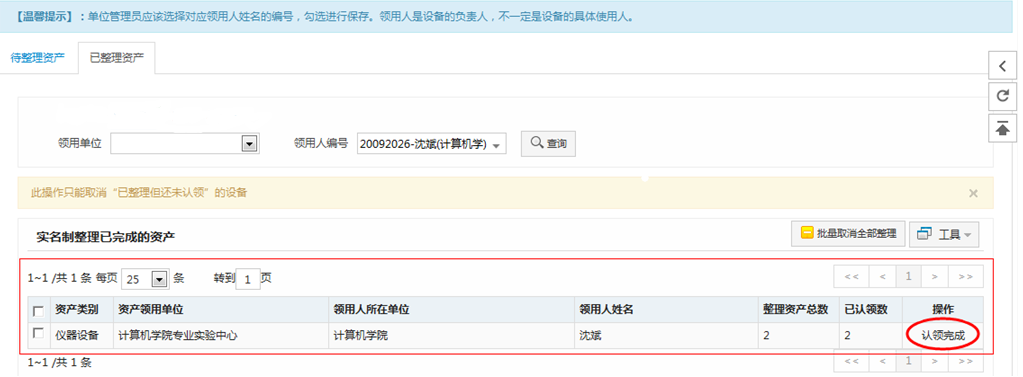 【温馨提示】：单位管理员应该选择对应领用人姓名的编号，勾选进行保存。领用人是设备的负责人，不一定是设备的具体使用人。
待整理资产 已整理资产
领用单位 领用人编号 20092026-沈斌(计算机学) 查询
此操作只能取消“已整理但还未认领”的设备 ×
实名制整理已完成的资产 批量取消全部整理 工具
1~1 /共 1 条 每页 25 条 转到 1 页 << < 1 > >>
资产类别 资产领用单位 领用人所在单位 领用人姓名 整理资产总数 已认领数 操作
仪器设备 计算机学院专业实验中心 计算机学院 沈斌 2 2 认领完成
1~1 /共 1 条 << < 1 > >>